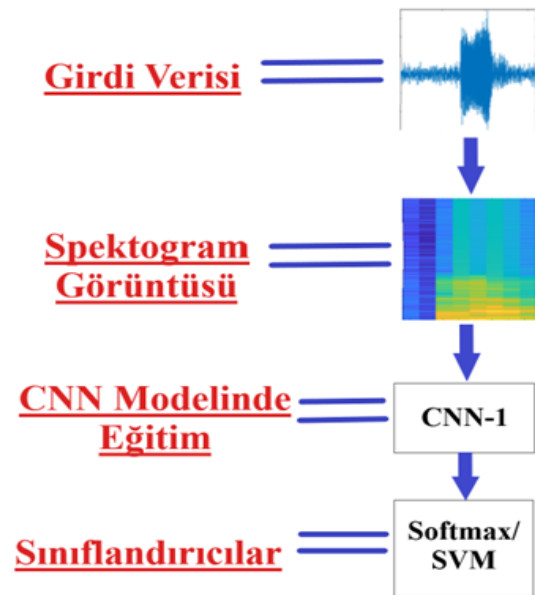 Girdi Verisi
Spektogram
Görüntüsü
CNN Modelinde
Eğitim
CNN-1
Sınıflandırıcılar
Softmax/
SVM